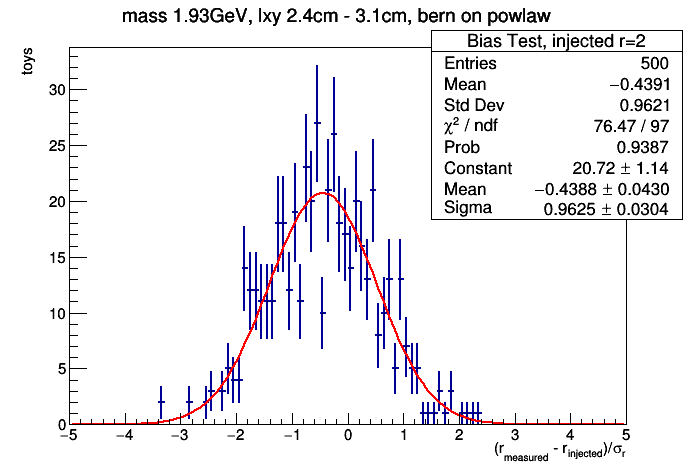 mass 1.93GeV, lxy 2.4cm - 3.1cm, bern on powlaw
Bias Test, injected r=2
Entries 500
Mean −0.4391
Std Dev 0.9621
χ² / ndf 76.47 / 97
Prob 0.9387
Constant 20.72 ± 1.14
Mean −0.4388 ± 0.0430
Sigma 0.9625 ± 0.0304
toys
30
25
20
15
10
5
0
−5 −4 −3 −2 −1 0 1 2 3 4 5
(r_measured - r_injected)/σ_r